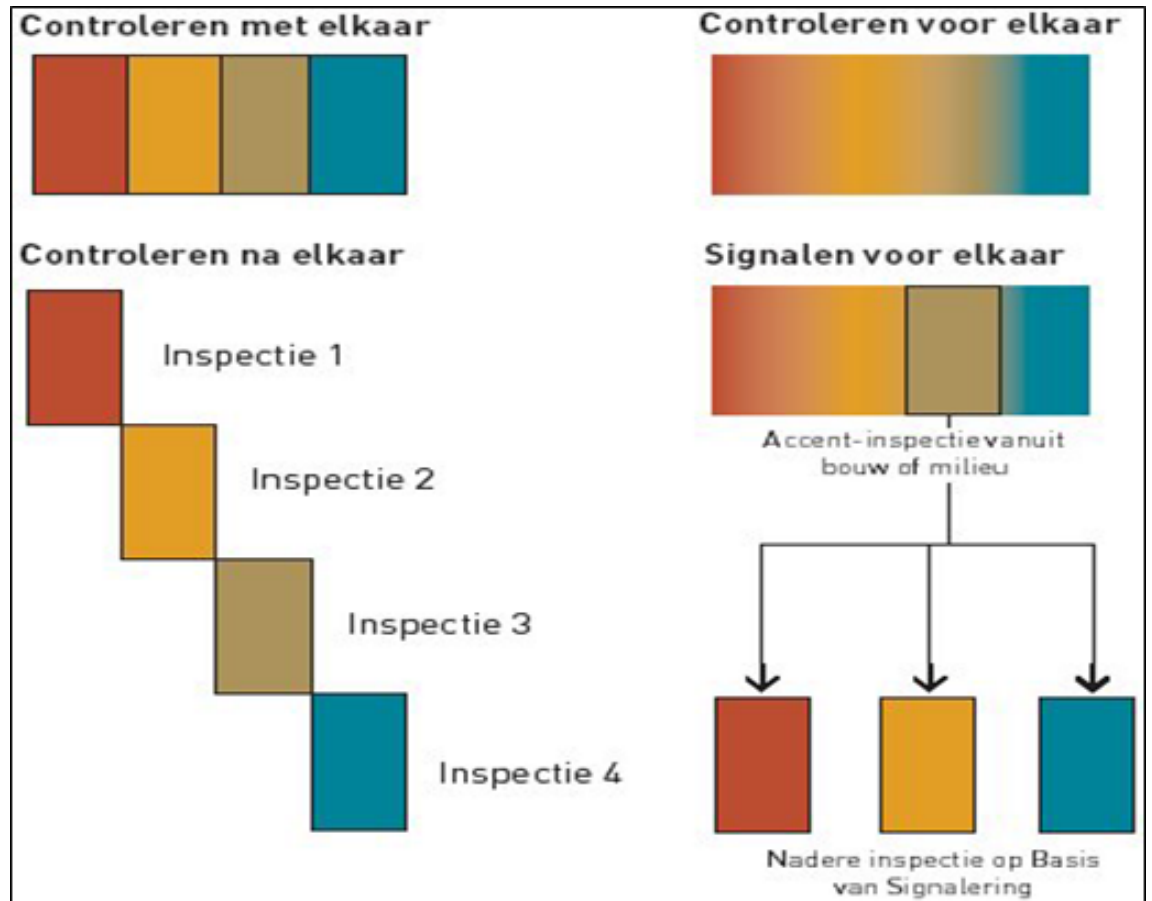 Controleren met elkaar
Controleren voor elkaar
Controleren na elkaar
Inspectie 1
Inspectie 2
Inspectie 3
Inspectie 4
Signalen voor elkaar
Accent-inspectie vanuit
bouw of milieu
Nadere inspectie op Basis
van Signalering